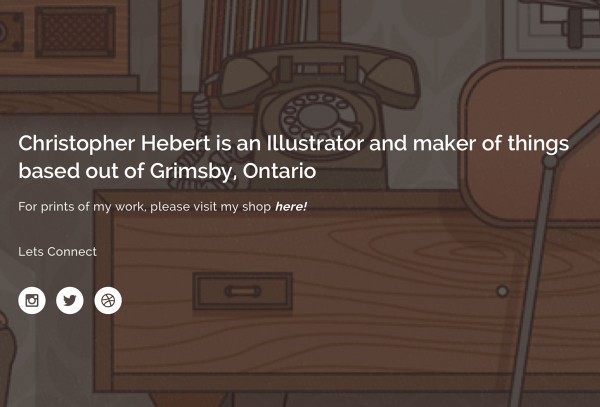 Christopher Hebert is an Illustrator and maker of things
based out of Grimsby, Ontario
For prints of my work, please visit my shop here!
Lets Connect